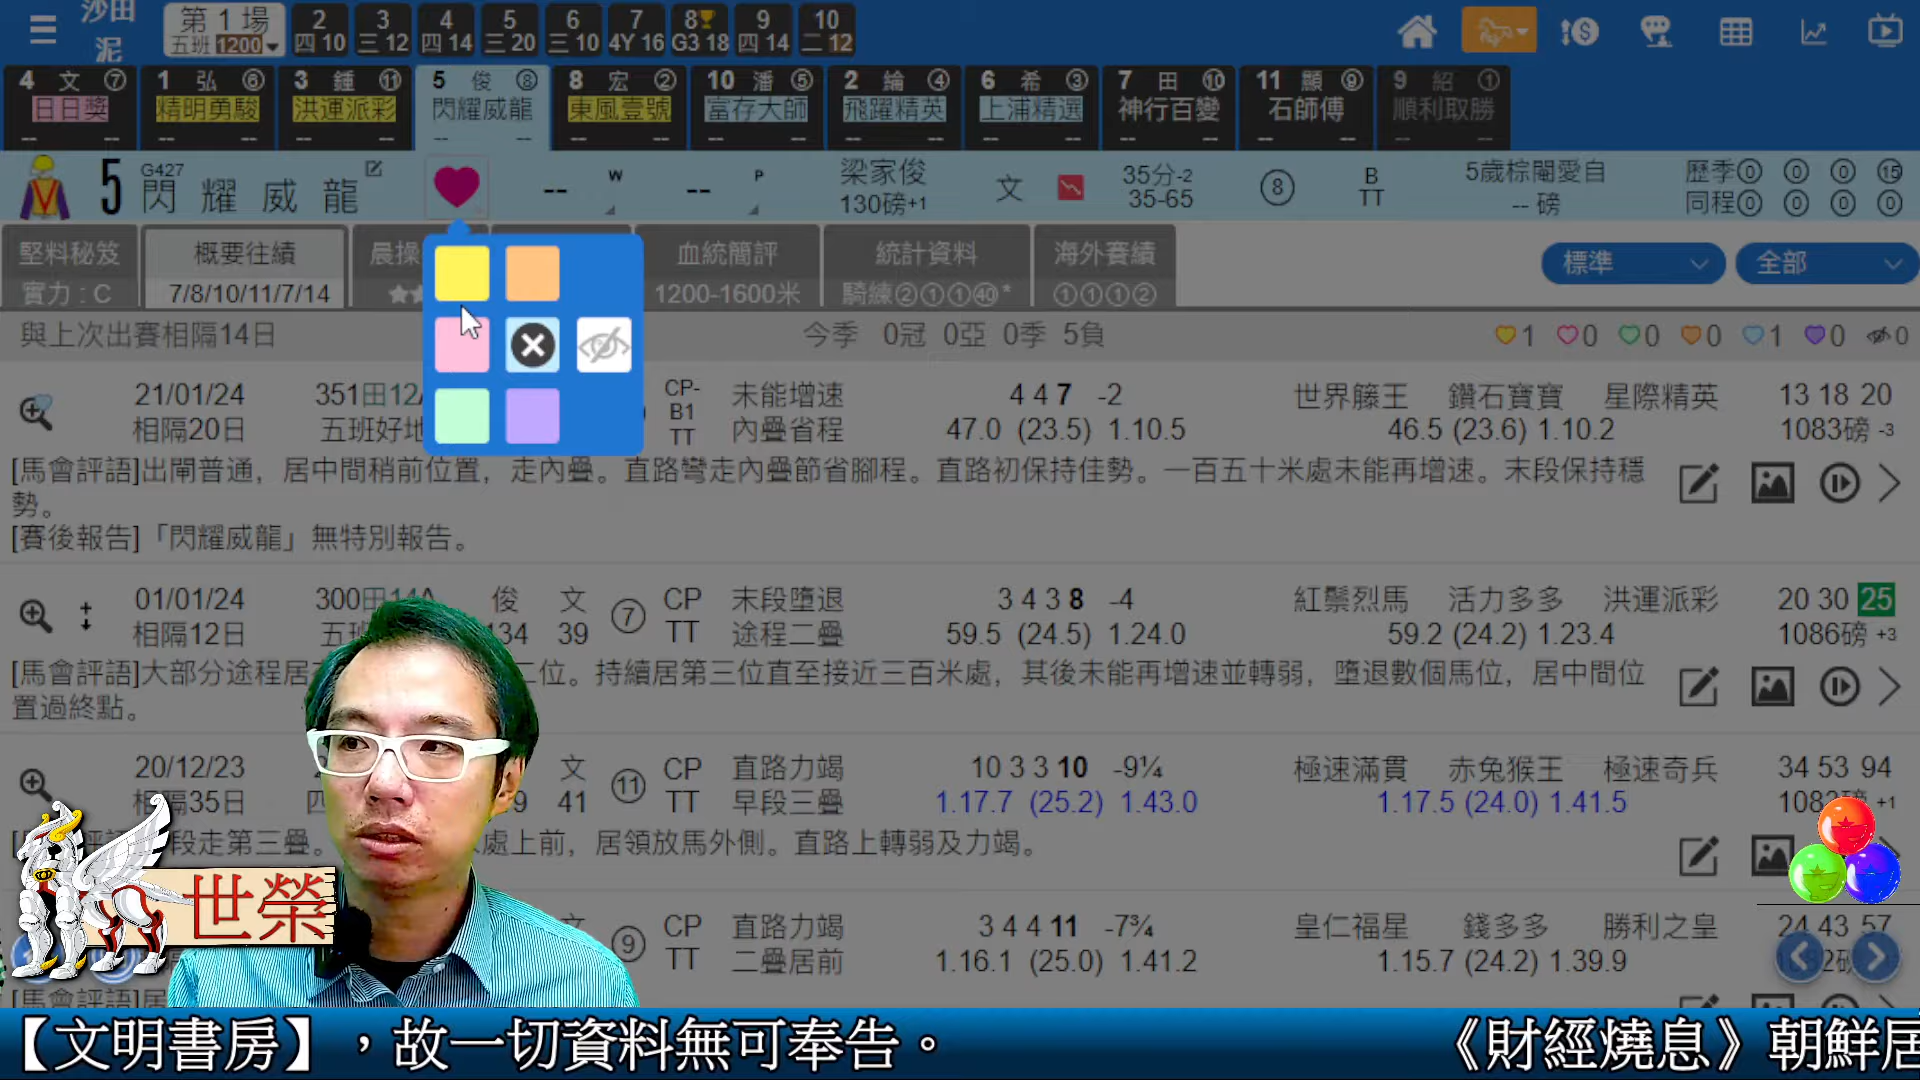 沙田
泥
第 1 場
五班 1200
2
四 10
3
三 12
4
四 14
5
三 20
6
三 10
7
4Y 16
8
G3 18
9
四 14
10
二 12
4 文 ⑦
日日獎
-- --
1 弘 ⑥
精明勇駿
-- --
3 鍾 ⑪
洪運派彩
-- --
5 俊 ⑧
閃耀威龍
-- --
8 宏 ②
東風壹號
-- --
10 潘 ⑤
富存大師
-- --
2 綸 ④
飛躍精英
-- --
6 希 ③
上浦精選
-- --
7 田 ⑩
神行百變
-- --
11 顯 ⑨
石師傅
-- --
9 紹 ①
順利取勝
-- --
5 G427
閃耀威龍
-- W -- P
梁家俊
130磅+1
文
35分-2
35-65
⑧
B
TT
5歲棕閹愛自
-- 磅
歷季⓪ ⓪ ⓪ ⑮
同程⓪ ⓪ ⓪ ⓪
堅料秘笈
實力 : C
概要往績
7/8/10/11/7/14
晨操
血統簡評
1200-1600米
統計資料
騎練②①①㊵*
海外賽績
①①①②
標準
全部
與上次出賽相隔14日
今季 0冠 0亞 0季 5負
1 0 0 0 1 0 0
21/01/24 351田12 CP- 未能增速 4 4 7 -2 世界籐王 鑽石寶寶 星際精英 13 18 20
相隔20日 五班好地 B1 TT 內疊省程 47.0 (23.5) 1.10.5 46.5 (23.6) 1.10.2 1083磅 -3
[馬會評語]出閘普通，居中間稍前位置，走內疊。直路彎走內疊節省腳程。直路初保持佳勢。一百五十米處未能再增速。末段保持穩
勢。
[賽後報告]「閃耀威龍」無特別報告。
01/01/24 300田14A 俊 文 ⑦ CP 末段墮退 3 4 3 8 -4 紅鬃烈馬 活力多多 洪運派彩 20 30 25
相隔12日 五班 134 39 TT 途程二疊 59.5 (24.5) 1.24.0 59.2 (24.2) 1.23.4 1086磅 +3
[馬會評語]大部分途程居 二位。持續居第三位直至接近三百米處，其後未能再增速並轉弱，墮退數個馬位，居中間位
置過終點。
20/12/23 文 ⑪ CP 直路力竭 10 3 3 10 -9¼ 極速滿貫 赤兔猴王 極速奇兵 34 53 94
相隔35日 四 9 41 TT 早段三疊 1.17.7 (25.2) 1.43.0 1.17.5 (24.0) 1.41.5 1083磅 +1
段走第三疊。 處上前，居領放馬外側。直路上轉弱及力竭。
文 ⑨ CP 直路力竭 3 4 4 11 -7¾ 皇仁福星 錢多多 勝利之皇 24 43 57
TT 二疊居前 1.16.1 (25.0) 1.41.2 1.15.7 (24.2) 1.39.9
[馬會評語]居
世榮
【文明書房】，故一切資料無可奉告。 《財經燒息》朝鮮居